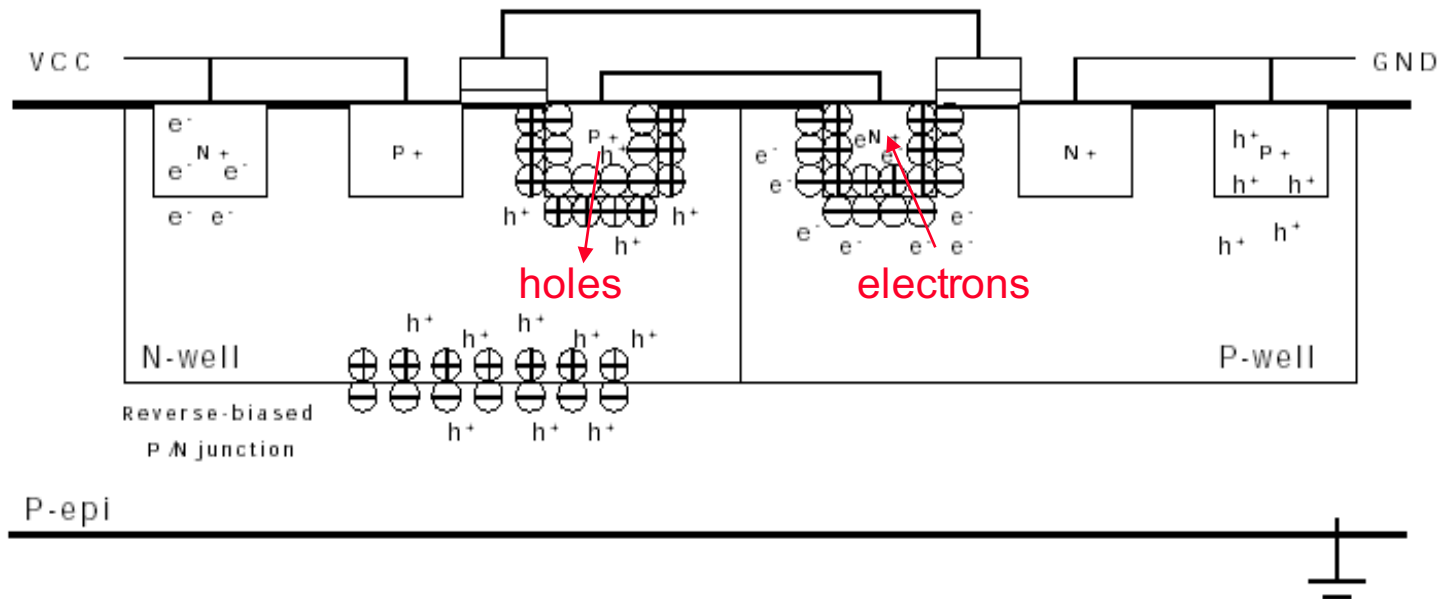 VCC
GND
e⁻
N+
e⁻ e⁻
e⁻ e⁻
P+
P+
h⁺
h⁺ h⁺
h⁺
holes
e⁻
e⁻
e⁻ N+
e⁻
e⁻ e⁻ e⁻ e⁻
e⁻
electrons
N+
h⁺
P+
h⁺ h⁺
h⁺ h⁺
h⁺ h⁺ h⁺ h⁺ h⁺
N-well
P-well
Reverse-biased
P/N junction
h⁺ h⁺ h⁺
P-epi